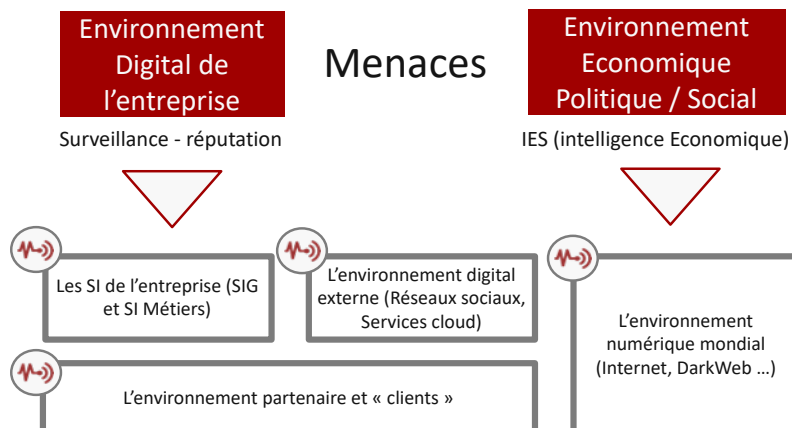 Environnement
Digital de
l'entreprise
Menaces
Environnement
Economique
Politique / Social
Surveillance - réputation
IES (intelligence Economique)
Les SI de l'entreprise (SIG
et SI Métiers)
L'environnement digital
externe (Réseaux sociaux,
Services cloud)
L'environnement
numérique mondial
(Internet, DarkWeb …)
L'environnement partenaire et « clients »